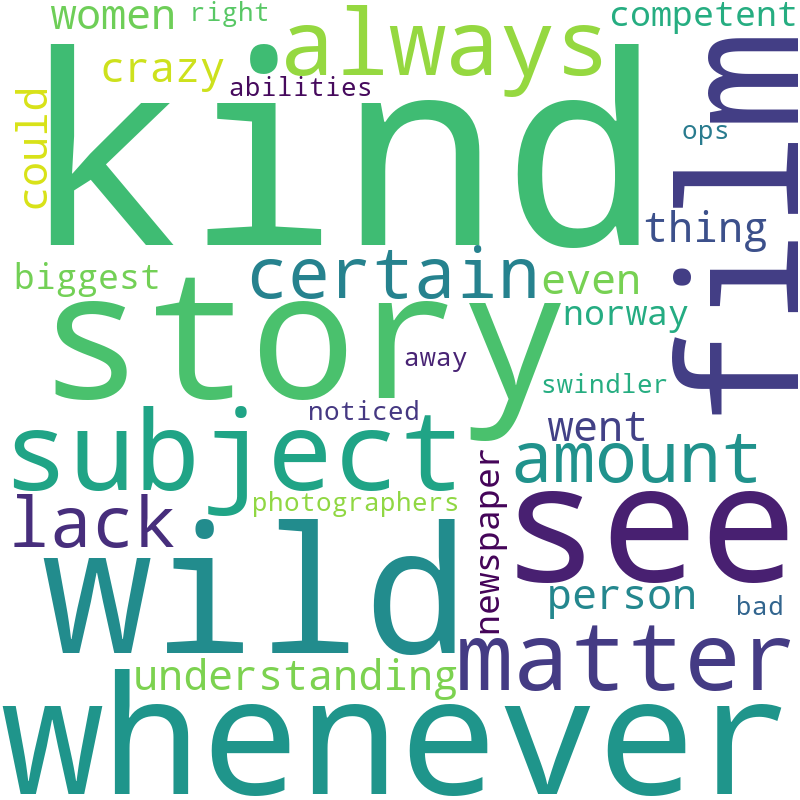 women right always competent
crazy abilities
could kind film
ops
thing
biggest certain even
story norway
away
swindler
noticed
subject went
amount
lack photographers newspaper see
wild person bad
understanding matter
whenever